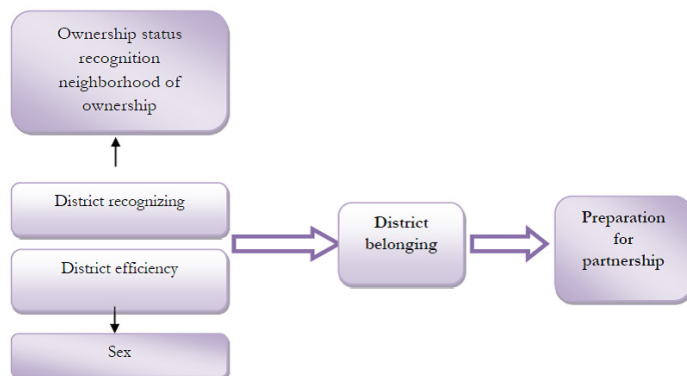 Ownership status
recognition
neighborhood of
ownership
District recognizing
District efficiency
Sex
District
belonging
Preparation
for
partnership